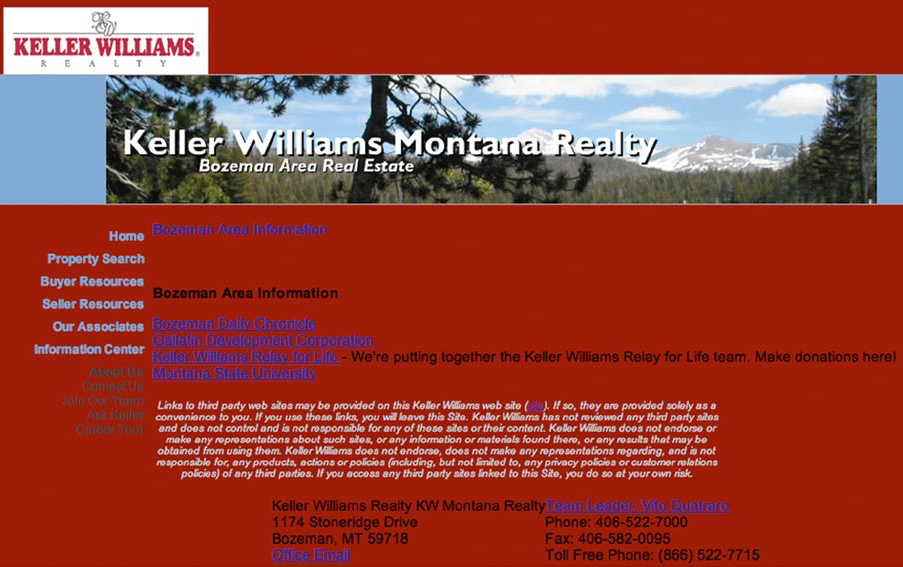 KW
KELLER WILLIAMS®
REALTY
Keller Williams Montana Realty
Bozeman Area Real Estate
Home
Property Search
Buyer Resources
Seller Resources
Our Associates
Information Center
About Us
Contact Us
Join Our Team
Ask Keller
Career Tour
Bozeman Area Information
Bozeman Area Information
Bozeman Daily Chronicle
Gallatin Development Corporation
Keller Williams Relay for Life - We're putting together the Keller Williams Relay for Life team. Make donations here!
Montana State University
Links to third party web sites may be provided on this Keller Williams web site (site). If so, they are provided solely as a
convenience to you. If you use these links, you will leave this Site. Keller Williams has not reviewed any third party sites
and does not control and is not responsible for any of these sites or their content. Keller Williams does not endorse or
make any representations about such sites, or any information or materials found there, or any results that may be
obtained from using them. Keller Williams does not endorse, does not make any representations regarding, and is not
responsible for, any products, actions or policies (including, but not limited to, any privacy policies or customer relations
policies) of any third parties. If you access any third party sites linked to this Site, you do so at your own risk.
Keller Williams Realty KW Montana Realty
1174 Stoneridge Drive
Bozeman, MT 59718
Office Email
Team Leader: Vito Quatraro
Phone: 406-522-7000
Fax: 406-582-0095
Toll Free Phone: (866) 522-7715